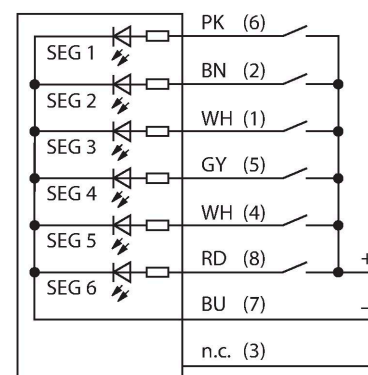 PK (6)
SEG 1
BN (2)
SEG 2
WH (1)
SEG 3
GY (5)
SEG 4
WH (4)
SEG 5
RD (8)
+
SEG 6
BU (7)
–
n.c. (3)